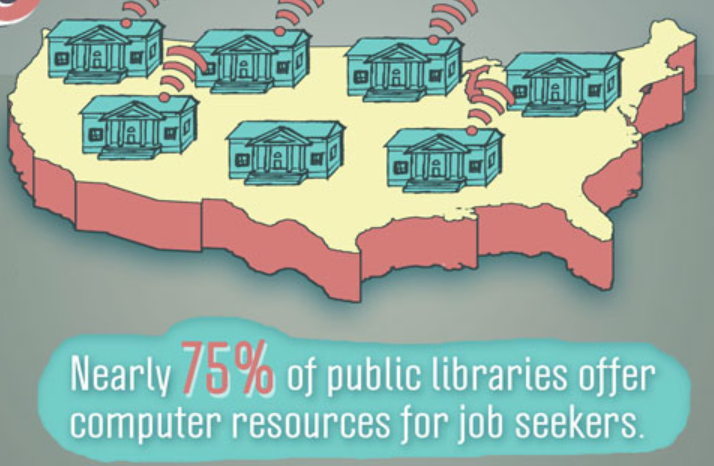 Nearly 75% of public libraries offer
computer resources for job seekers.